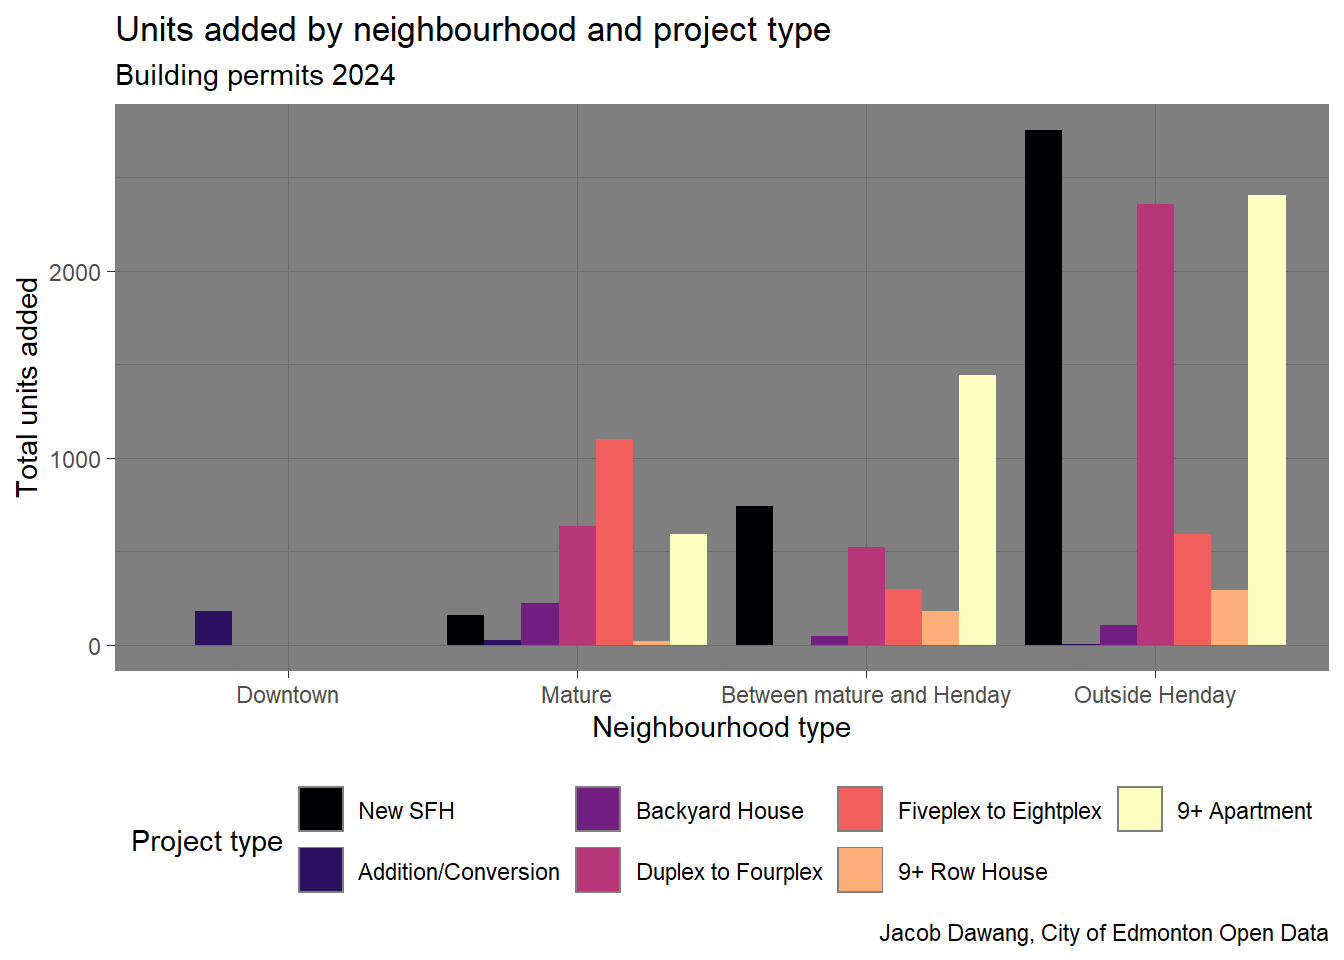 Units added by neighbourhood and project type
Building permits 2024
Total units added
2000
1000
0
Downtown
Mature
Between mature and Henday
Outside Henday
Neighbourhood type
Project type
New SFH
Backyard House
Fiveplex to Eightplex
9+ Apartment
Addition/Conversion
Duplex to Fourplex
9+ Row House
Jacob Dawang, City of Edmonton Open Data